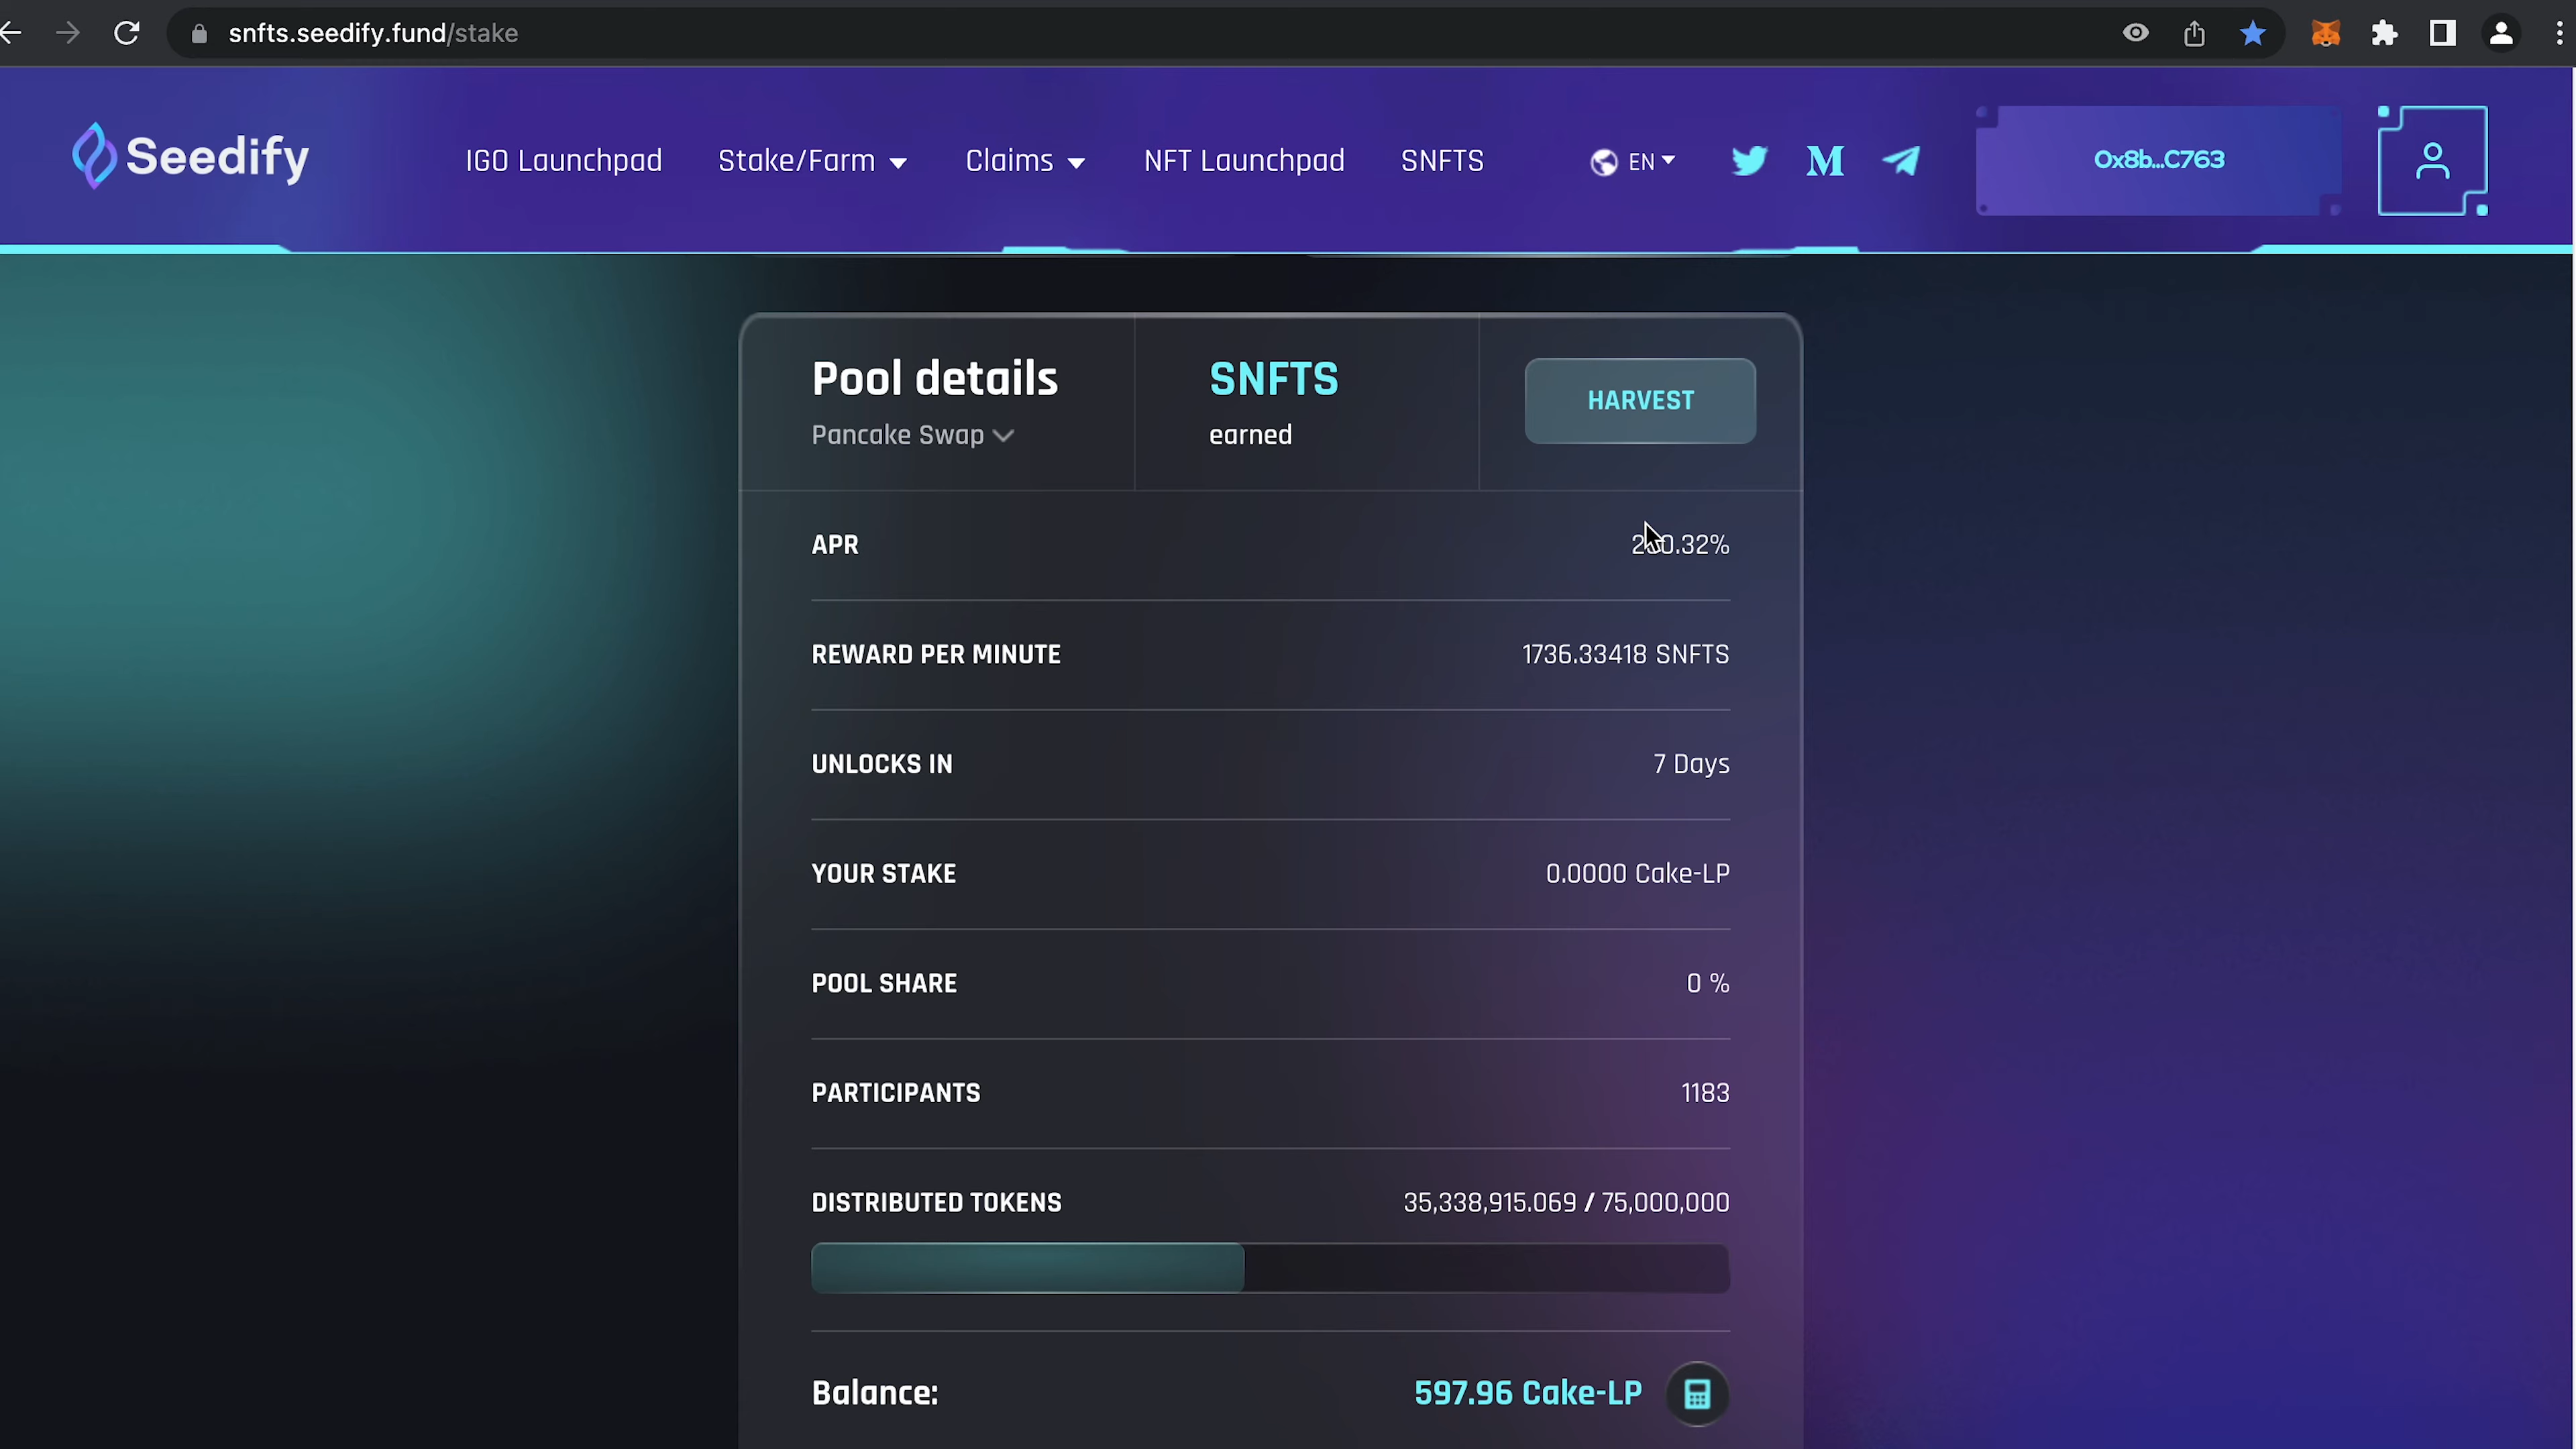 snfts.seedify.fund/stake
Seedify
IGO Launchpad
Stake/Farm
Claims
NFT Launchpad
SNFTS
EN
0x8b...C763
Pool details
Pancake Swap
SNFTS
earned
HARVEST
APR
REWARD PER MINUTE 1736.33418 SNFTS
UNLOCKS IN 7 Days
YOUR STAKE 0.0000 Cake-LP
POOL SHARE 0 %
PARTICIPANTS 1183
DISTRIBUTED TOKENS 35,338,915.069 / 75,000,000
Balance: 597.96 Cake-LP